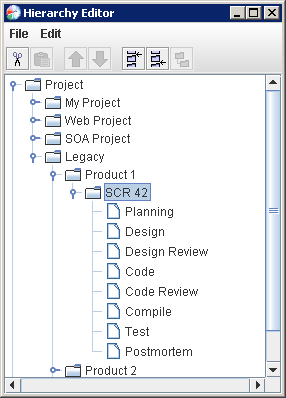 Hierarchy Editor
File Edit
Project
My Project
Web Project
SOA Project
Legacy
Product 1
SCR 42
Planning
Design
Design Review
Code
Code Review
Compile
Test
Postmortem
Product 2